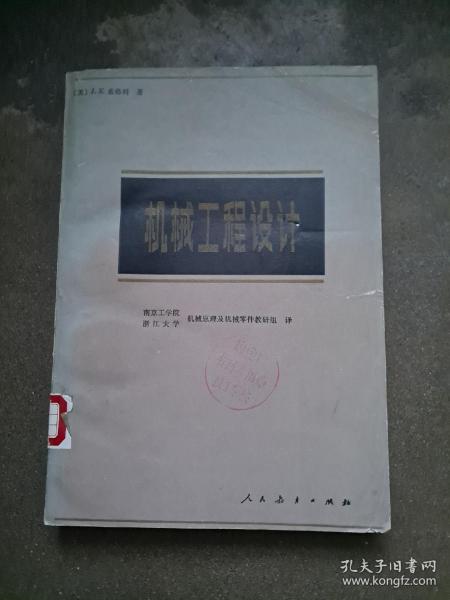 [美] J.E.希格利 著
机械工程设计
南京工学院
浙江大学
机械原理及机械零件教研组 译
人民教育出版社
孔夫子旧书网
www.kongfz.com